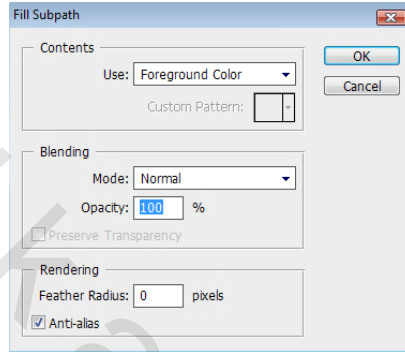 Fill Subpath
Contents
Use: Foreground Color
Custom Pattern:
OK
Cancel
Blending
Mode: Normal
Opacity: 100 %
Preserve Transparency
Rendering
Feather Radius: 0 pixels
Anti-alias